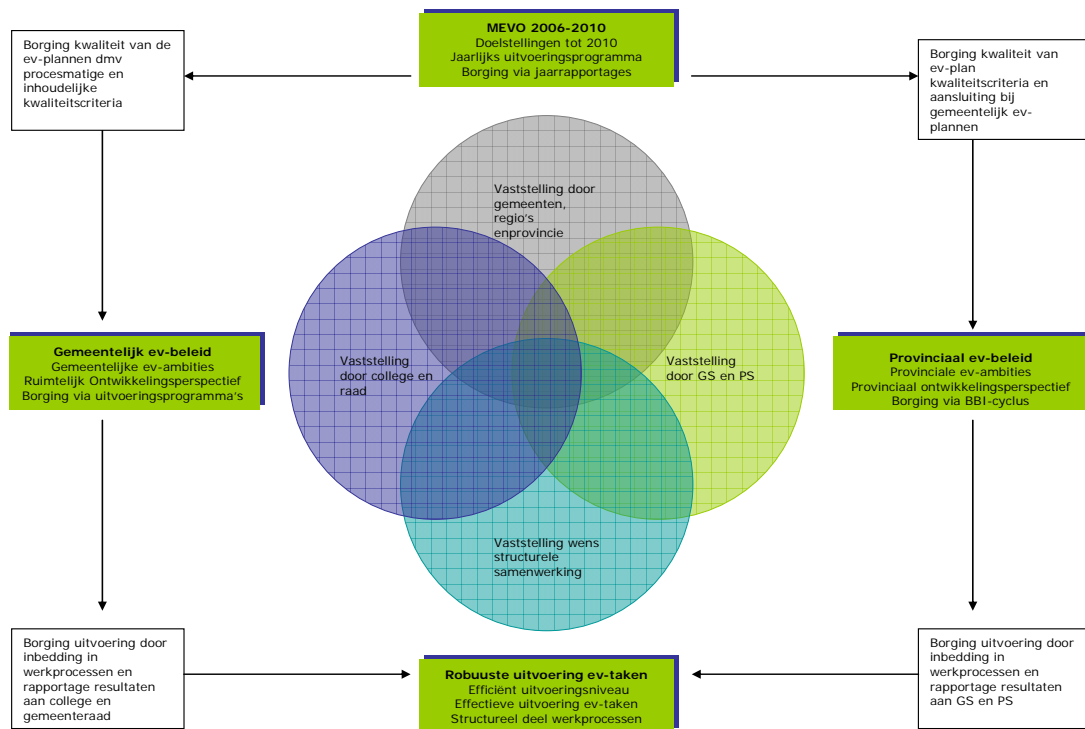 MEVO 2006-2010
Doelstellingen tot 2010
Jaarlijks uitvoeringsprogramma
Borging via jaarrapportages
Borging kwaliteit van de
ev-plannen dmv
procesmatige en
inhoudelijke
kwaliteitscriteria
Borging kwaliteit van
ev-plan
kwaliteitscriteria en
aansluiting bij
gemeentelijk ev-
plannen
Vaststelling door
gemeenten,
regio's
enprovincie
Gemeentelijk ev-beleid
Gemeentelijke ev-ambities
Ruimtelijk Ontwikkelingsperspectief
Borging via uitvoeringsprogramma's
Vaststelling
door college en
raad
Vaststelling
door GS en PS
Provinciaal ev-beleid
Provinciale ev-ambities
Provinciaal ontwikkelingsperspectief
Borging via BBI-cyclus
Vaststelling wens
structurele
samenwerking
Borging uitvoering door
inbedding in
werkprocessen en
rapportage resultaten
aan college en
gemeenteraad
Robuuste uitvoering ev-taken
Efficiënt uitvoeringsniveau
Effectieve uitvoering ev-taken
Structureel deel werkprocessen
Borging uitvoering door
inbedding in
werkprocessen en
rapportage resultaten
aan GS en PS